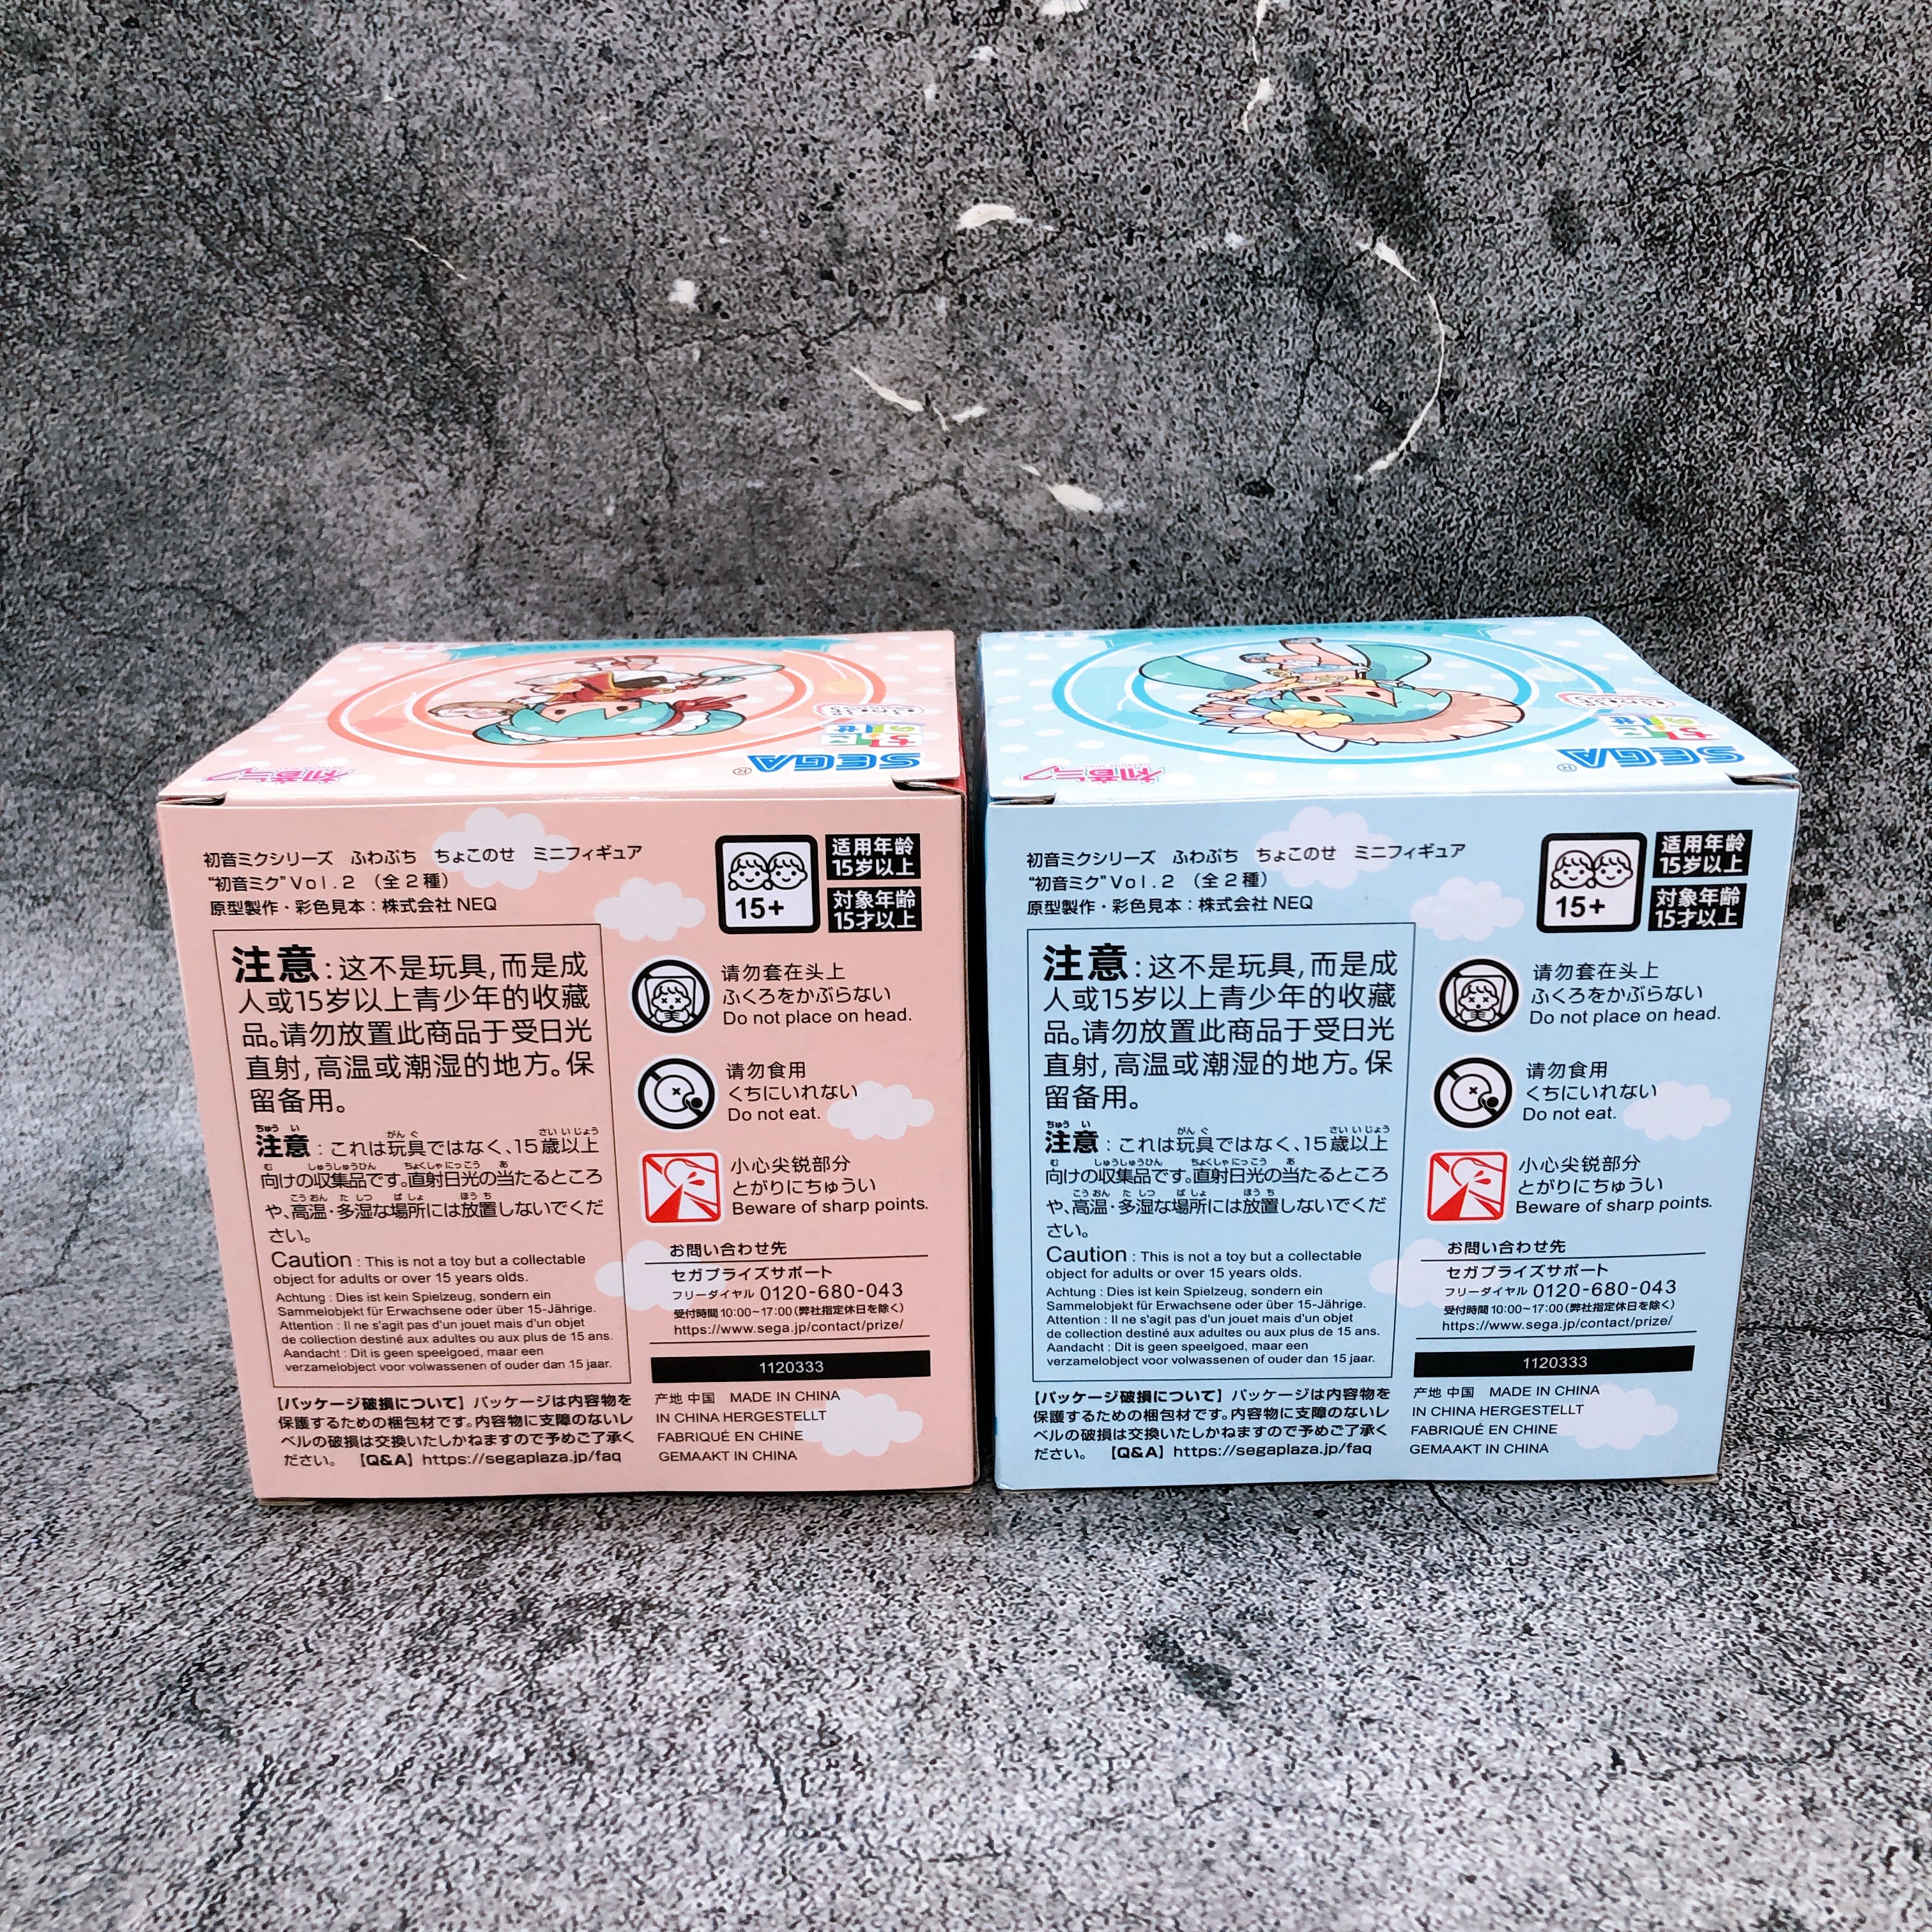 SEGA®
初音ミク
初音ミクシリーズ ふわぷち ちょこのせ ミニフィギュア
“初音ミク”Vol.2 （全2種）
原型製作・彩色見本：株式会社NEQ
15+
适用年龄
15岁以上
対象年齢
15才以上
注意：这不是玩具,而是成
人或15岁以上青少年的收藏
品。请勿放置此商品于受日光
直射,高温或潮湿的地方。保
留备用。
注意：これは玩具ではなく、15歳以上
向けの収集品です。直射日光の当たるところ
や、高温・多湿な場所には放置しないでくだ
さい。
Caution : This is not a toy but a collectable
object for adults or over 15 years olds.
Achtung : Dies ist kein Spielzeug, sondern ein
Sammelobjekt für Erwachsene oder über 15-Jährige.
Attention : Il ne s'agit pas d'un jouet mais d'un objet
de collection destiné aux adultes ou aux plus de 15 ans.
Aandacht : Dit is geen speelgoed, maar een
verzamelobject voor volwassenen of ouder dan 15 jaar.
【パッケージ破損について】パッケージは内容物を
保護するための梱包材です。内容物に支障のないレ
ベルの破損は交換いたしかねますので予めご了承く
ださい。 【Q&A】https://segaplaza.jp/faq
请勿套在头上
ふくろをかぶらない
Do not place on head.
请勿食用
くちにいれない
Do not eat.
小心尖锐部分
とがりにちゅうい
Beware of sharp points.
お問い合わせ先
セガプライズサポート
フリーダイヤル 0120-680-043
受付時間10:00~17:00(弊社指定休日を除く)
https://www.sega.jp/contact/prize/
1120333
产地 中国 MADE IN CHINA
IN CHINA HERGESTELLT
FABRIQUÉ EN CHINE
GEMAAKT IN CHINA
SEGA®
初音ミク
初音ミクシリーズ ふわぷち ちょこのせ ミニフィギュア
“初音ミク”Vol.2 （全2種）
原型製作・彩色見本：株式会社NEQ
15+
适用年龄
15岁以上
対象年齢
15才以上
注意：这不是玩具,而是成
人或15岁以上青少年的收藏
品。请勿放置此商品于受日光
直射,高温或潮湿的地方。保
留备用。
注意：これは玩具ではなく、15歳以上
向けの収集品です。直射日光の当たるところ
や、高温・多湿な場所には放置しないでくだ
さい。
Caution : This is not a toy but a collectable
object for adults or over 15 years olds.
Achtung : Dies ist kein Spielzeug, sondern ein
Sammelobjekt für Erwachsene oder über 15-Jährige.
Attention : Il ne s'agit pas d'un jouet mais d'un objet
de collection destiné aux adultes ou aux plus de 15 ans.
Aandacht : Dit is geen speelgoed, maar een
verzamelobject voor volwassenen of ouder dan 15 jaar.
【パッケージ破損について】パッケージは内容物を
保護するための梱包材です。内容物に支障のないレ
ベルの破損は交換いたしかねますので予めご了承く
ださい。 【Q&A】https://segaplaza.jp/faq
请勿套在头上
ふくろをかぶらない
Do not place on head.
请勿食用
くちにいれない
Do not eat.
小心尖锐部分
とがりにちゅうい
Beware of sharp points.
お問い合わせ先
セガプライズサポート
フリーダイヤル 0120-680-043
受付時間10:00~17:00(弊社指定休日を除く)
https://www.sega.jp/contact/prize/
1120333
产地 中国 MADE IN CHINA
IN CHINA HERGESTELLT
FABRIQUÉ EN CHINE
GEMAAKT IN CHINA